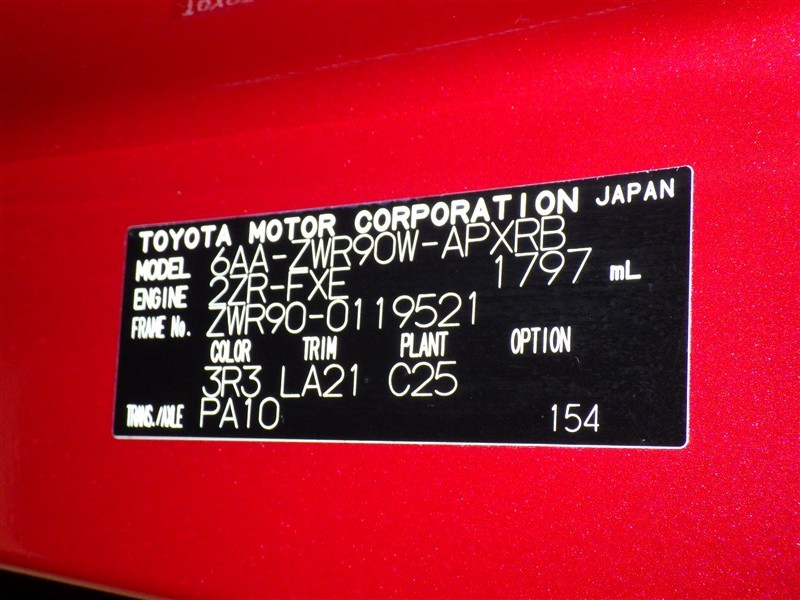 TOYOTA MOTOR CORPORATION JAPAN
MODEL 6AA-ZWR90W-APXRB
ENGINE 2ZR-FXE 1797 mL
FRAME No. ZWR90-0119521
COLOR TRIM PLANT OPTION
3R3 LA21 C25
TRANS./AXLE PA10 154